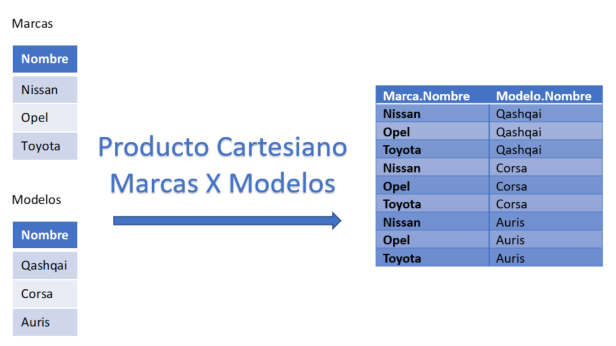 Marcas
Nombre
Nissan
Opel
Toyota
Modelos
Nombre
Qashqai
Corsa
Auris
Producto Cartesiano
Marcas X Modelos
Marca.Nombre Modelo.Nombre
Nissan Qashqai
Opel Qashqai
Toyota Qashqai
Nissan Corsa
Opel Corsa
Toyota Corsa
Nissan Auris
Opel Auris
Toyota Auris